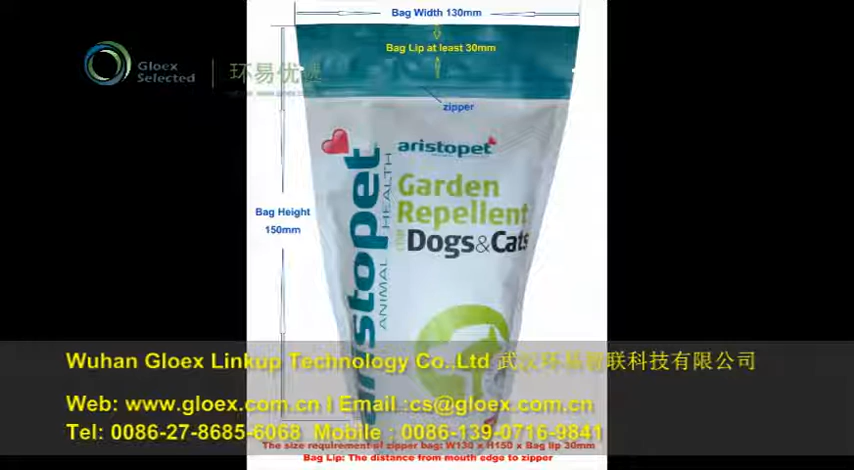 Bag Width 130mm
Bag Lip at least 30mm
Gloex
Selected
环易优选
zipper
aristopet
Garden
Repellent
Dogs&Cats
aristopet
ANIMAL HEALTH
Bag Height
150mm
Wuhan Gloex Linkup Technology Co.,Ltd 武汉环易智联科技有限公司
Web: www.gloex.com.cn I Email :cs@gloex.com.cn
Tel: 0086-27-8685-6068 Mobile : 0086-139-0716-9841
The size requirement of zipper bag: W130 x H150 x Bag lip 30mm
Bag Lip: The distance from mouth edge to zipper